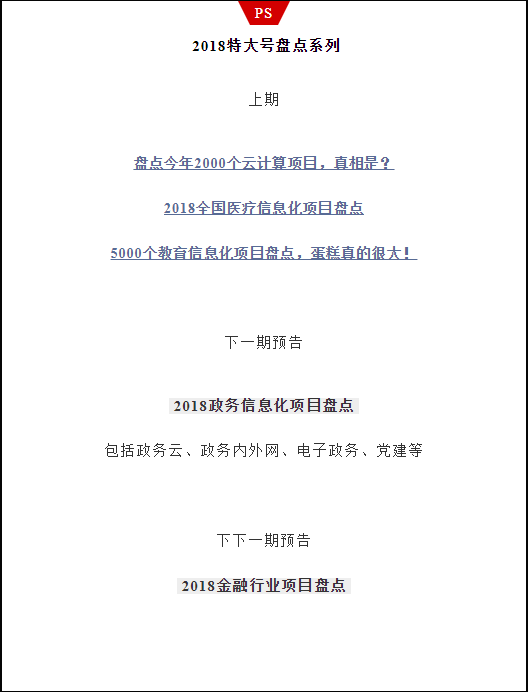 PS
2018特大号盘点系列
上期
盘点今年2000个云计算项目，真相是？
2018全国医疗信息化项目盘点
5000个教育信息化项目盘点，蛋糕真的很大！
下一期预告
2018政务信息化项目盘点
包括政务云、政务内外网、电子政务、党建等
下下一期预告
2018金融行业项目盘点